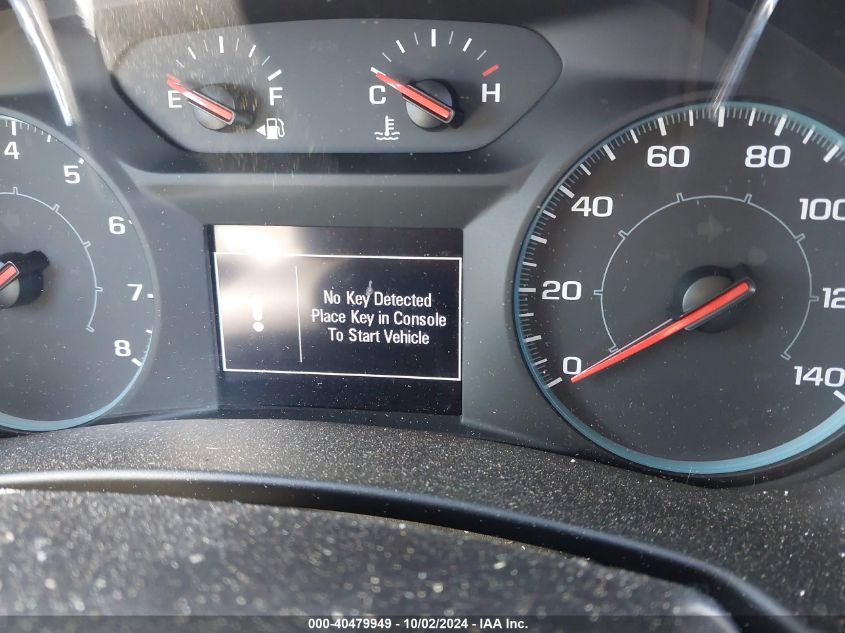 E F
C H
4
5
6
7
8
No Key Detected
Place Key in Console
To Start Vehicle
0
20
40
60
80
100
140
000-40479949 - 10/02/2024 - IAA Inc.